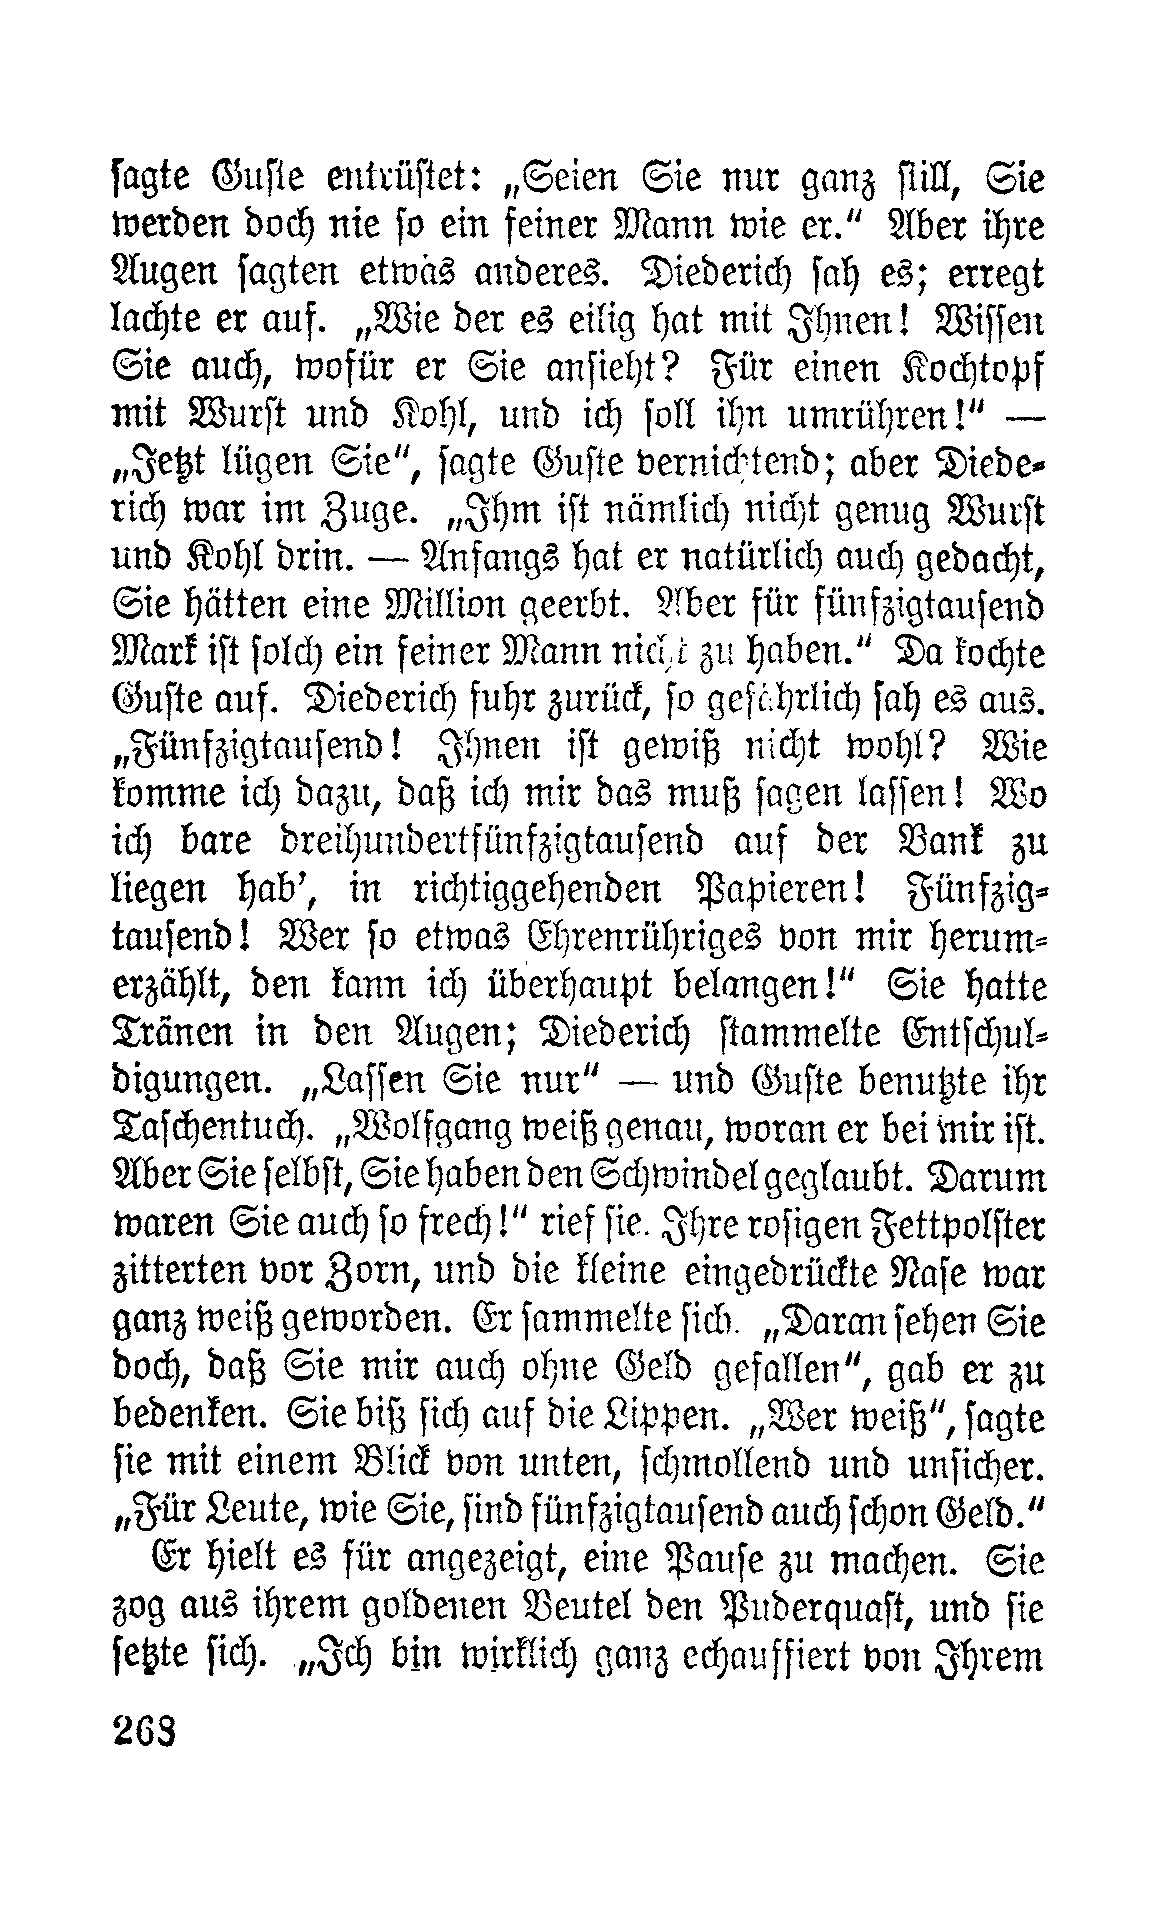 sagte Guste entrüstet: „Seien Sie nur ganz still, Sie
werden doch nie so ein feiner Mann wie er.“ Aber ihre
Augen sagten etwas anderes. Diederich sah es; erregt
lachte er auf. „Wie der es eilig hat mit Ihnen! Wissen
Sie auch, wofür er Sie ansieht? Für einen Kochtopf
mit Wurst und Kohl, und ich soll ihn umrühren!“ —
„Jetzt lügen Sie“, sagte Guste vernichtend; aber Diede-
rich war im Zuge. „Ihm ist nämlich nicht genug Wurst
und Kohl drin. — Anfangs hat er natürlich auch gedacht,
Sie hätten eine Million geerbt. Aber für fünfzigtausend
Mark ist solch ein feiner Mann nicht zu haben.“ Da kochte
Guste auf. Diederich fuhr zurück, so gefährlich sah es aus.
„Fünfzigtausend! Ihnen ist gewiß nicht wohl? Wie
komme ich dazu, daß ich mir das muß sagen lassen! Wo
ich bare dreihundertfünfzigtausend auf der Bank zu
liegen hab’, in richtiggehenden Papieren! Fünfzig-
tausend! Wer so etwas Ehrenrühriges von mir herum-
erzählt, den kann ich überhaupt belangen!“ Sie hatte
Tränen in den Augen; Diederich stammelte Entschul-
digungen. „Lassen Sie nur“ — und Guste benutzte ihr
Taschentuch. „Wolfgang weiß genau, woran er bei mir ist.
Aber Sie selbst, Sie haben den Schwindel geglaubt. Darum
waren Sie auch so frech!“ rief sie. Ihre rosigen Fettpolster
zitterten vor Zorn, und die kleine eingedrückte Nase war
ganz weiß geworden. Er sammelte sich. „Daran sehen Sie
doch, daß Sie mir auch ohne Geld gefallen“, gab er zu
bedenken. Sie biß sich auf die Lippen. „Wer weiß“, sagte
sie mit einem Blick von unten, schmollend und unsicher.
„Für Leute, wie Sie, sind fünfzigtausend auch schon Geld.“
Er hielt es für angezeigt, eine Pause zu machen. Sie
zog aus ihrem goldenen Beutel den Puderquast, und sie
setzte sich. „Ich bin wirklich ganz echauffiert von Ihrem
268